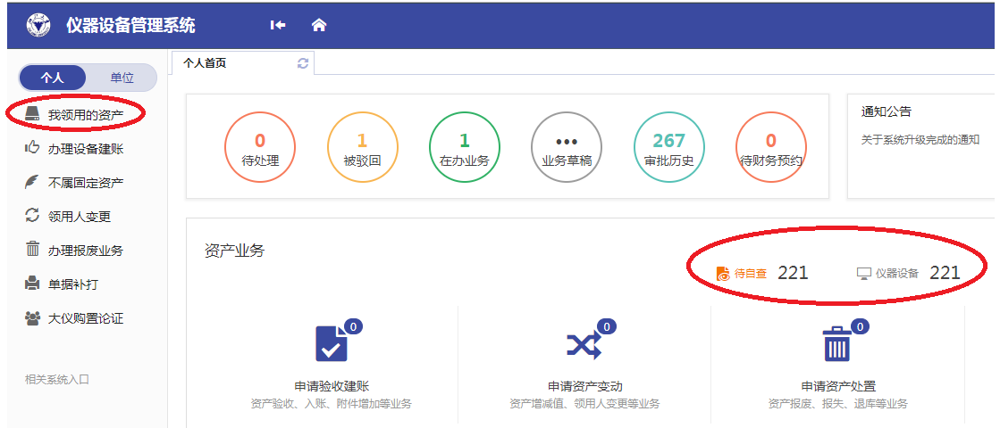 仪器设备管理系统
个人 单位
我领用的资产
办理设备建账
不属固定资产
领用人变更
办理报废业务
单据补打
大仪购置论证
相关系统入口
个人首页
0
待处理
1
被驳回
1
在办业务
•••
业务草稿
267
审批历史
0
待财务预约
通知公告
关于系统升级完成的通知
资产业务
待自查 221 仪器设备 221
0
申请验收建账
资产验收、入账、附件增加等业务
0
申请资产变动
资产增减值、领用人变更等业务
0
申请资产处置
资产报废、报失、退库等业务